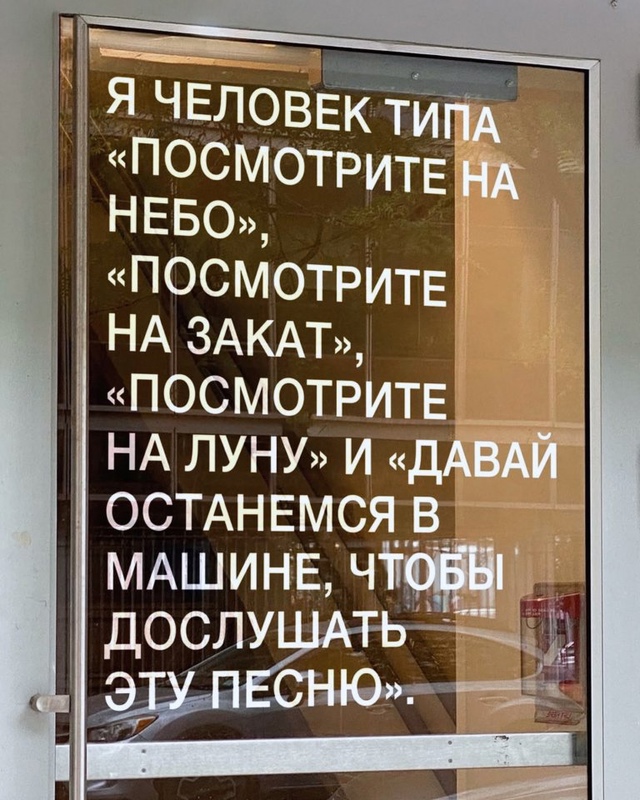 Я ЧЕЛОВЕК ТИПА
«ПОСМОТРИТЕ НА
НЕБО»,
«ПОСМОТРИТЕ
НА ЗАКАТ»,
«ПОСМОТРИТЕ
НА ЛУНУ» И «ДАВАЙ
ОСТАНЕМСЯ В
МАШИНЕ, ЧТОБЫ
ДОСЛУШАТЬ
ЭТУ ПЕСНЮ».